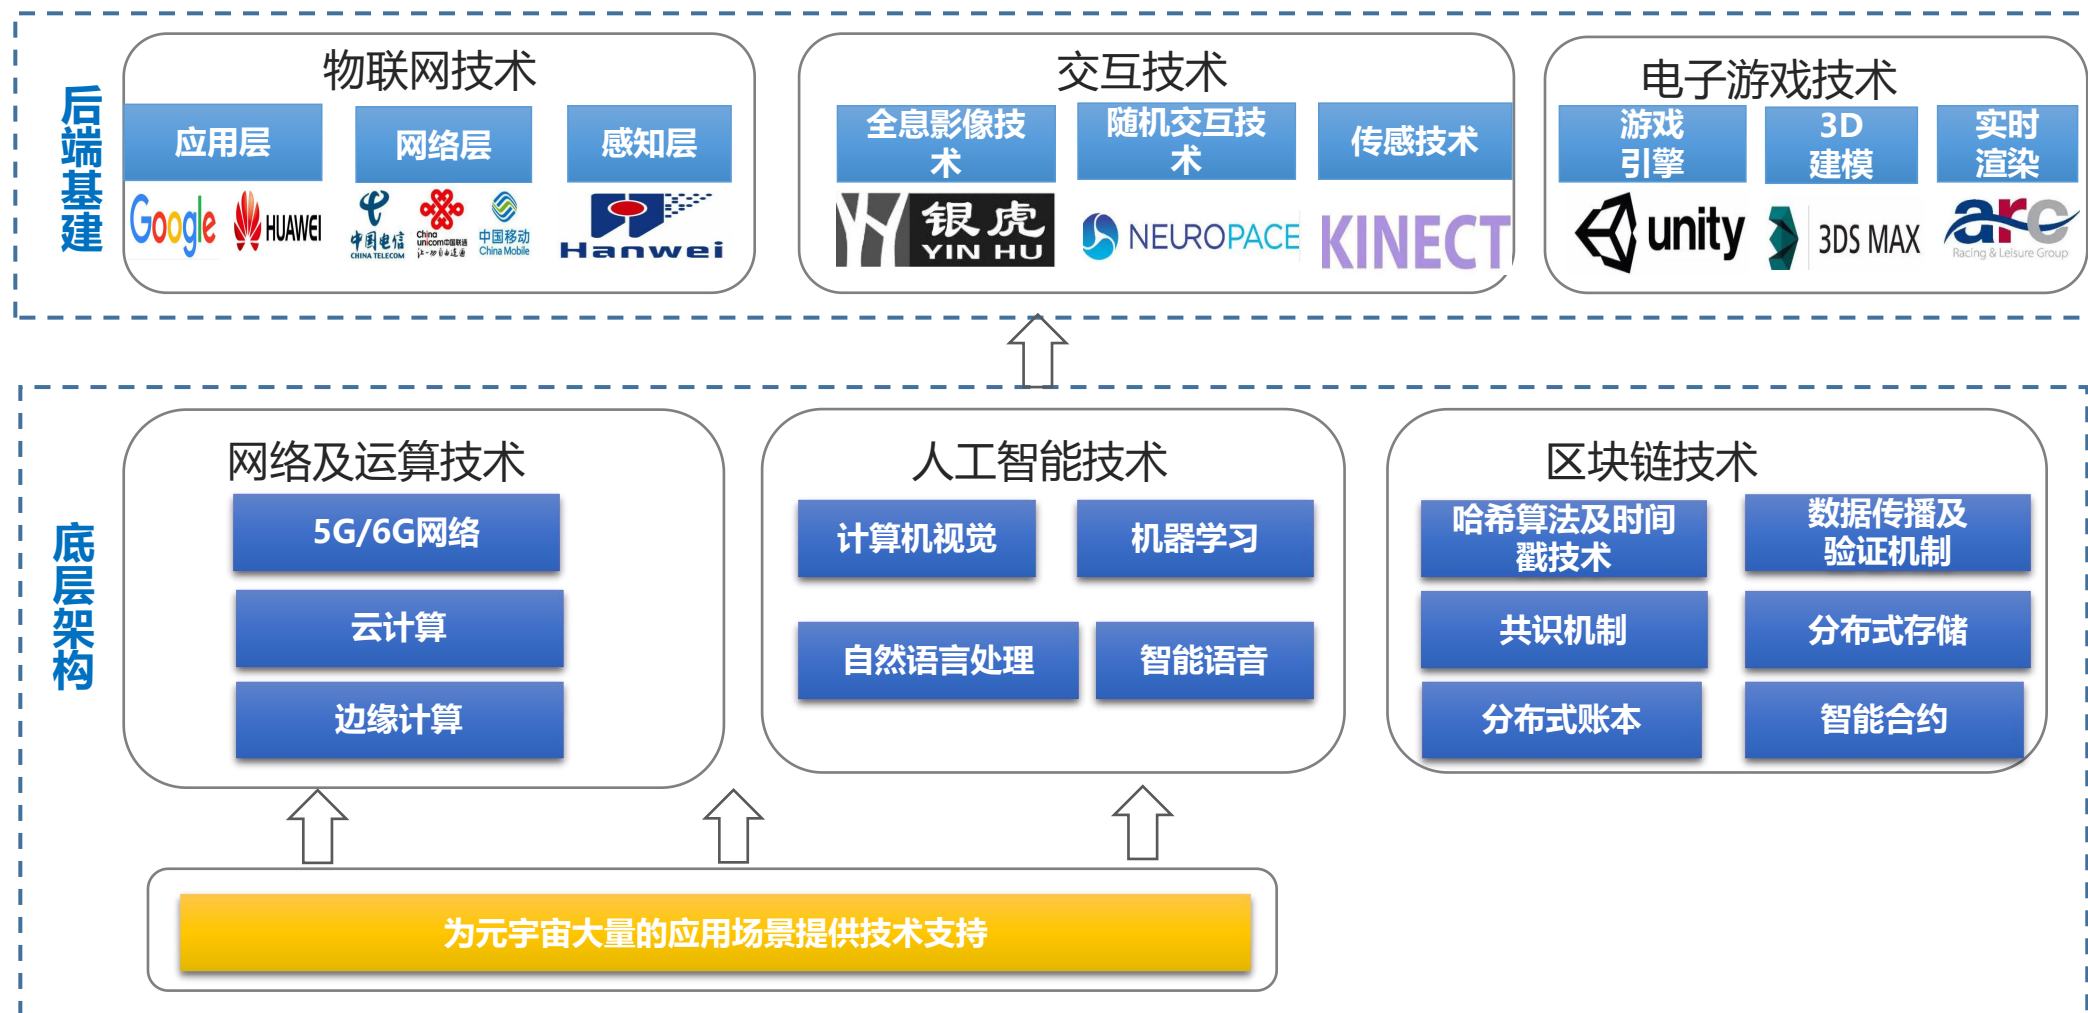 后端基建
物联网技术
应用层
网络层
感知层
Google
HUAWEI
中国电信
CHINA TELECOM
China
unicom中国联通
让一切自由连通
中国移动
China Mobile
Hanwei
交互技术
全息影像技
术
随机交互技
术
传感技术
银虎
YIN HU
NEUROPACE
KINECT
电子游戏技术
游戏
引擎
3D
建模
实时
渲染
unity
3DS MAX
arc
Racing & Leisure Group
底层架构
网络及运算技术
5G/6G网络
云计算
边缘计算
人工智能技术
计算机视觉
机器学习
自然语言处理
智能语音
区块链技术
哈希算法及时间
戳技术
数据传播及
验证机制
共识机制
分布式存储
分布式账本
智能合约
为元宇宙大量的应用场景提供技术支持